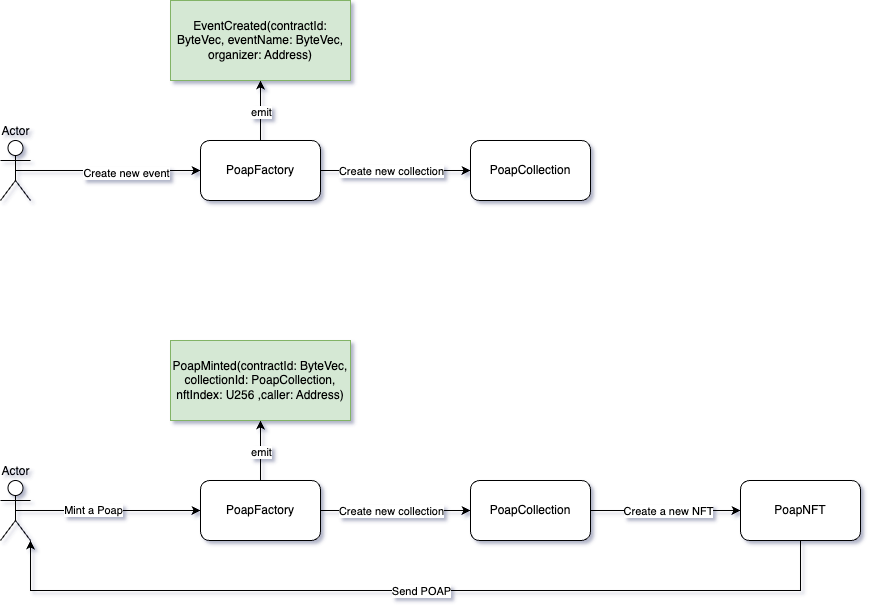 EventCreated(contractId:
ByteVec, eventName: ByteVec,
organizer: Address)
emit
Actor
Create new event
PoapFactory
Create new collection
PoapCollection
PoapMinted(contractId: ByteVec,
collectionId: PoapCollection,
nftIndex: U256 ,caller: Address)
emit
Actor
Mint a Poap
PoapFactory
Create new collection
PoapCollection
Create a new NFT
PoapNFT
Send POAP